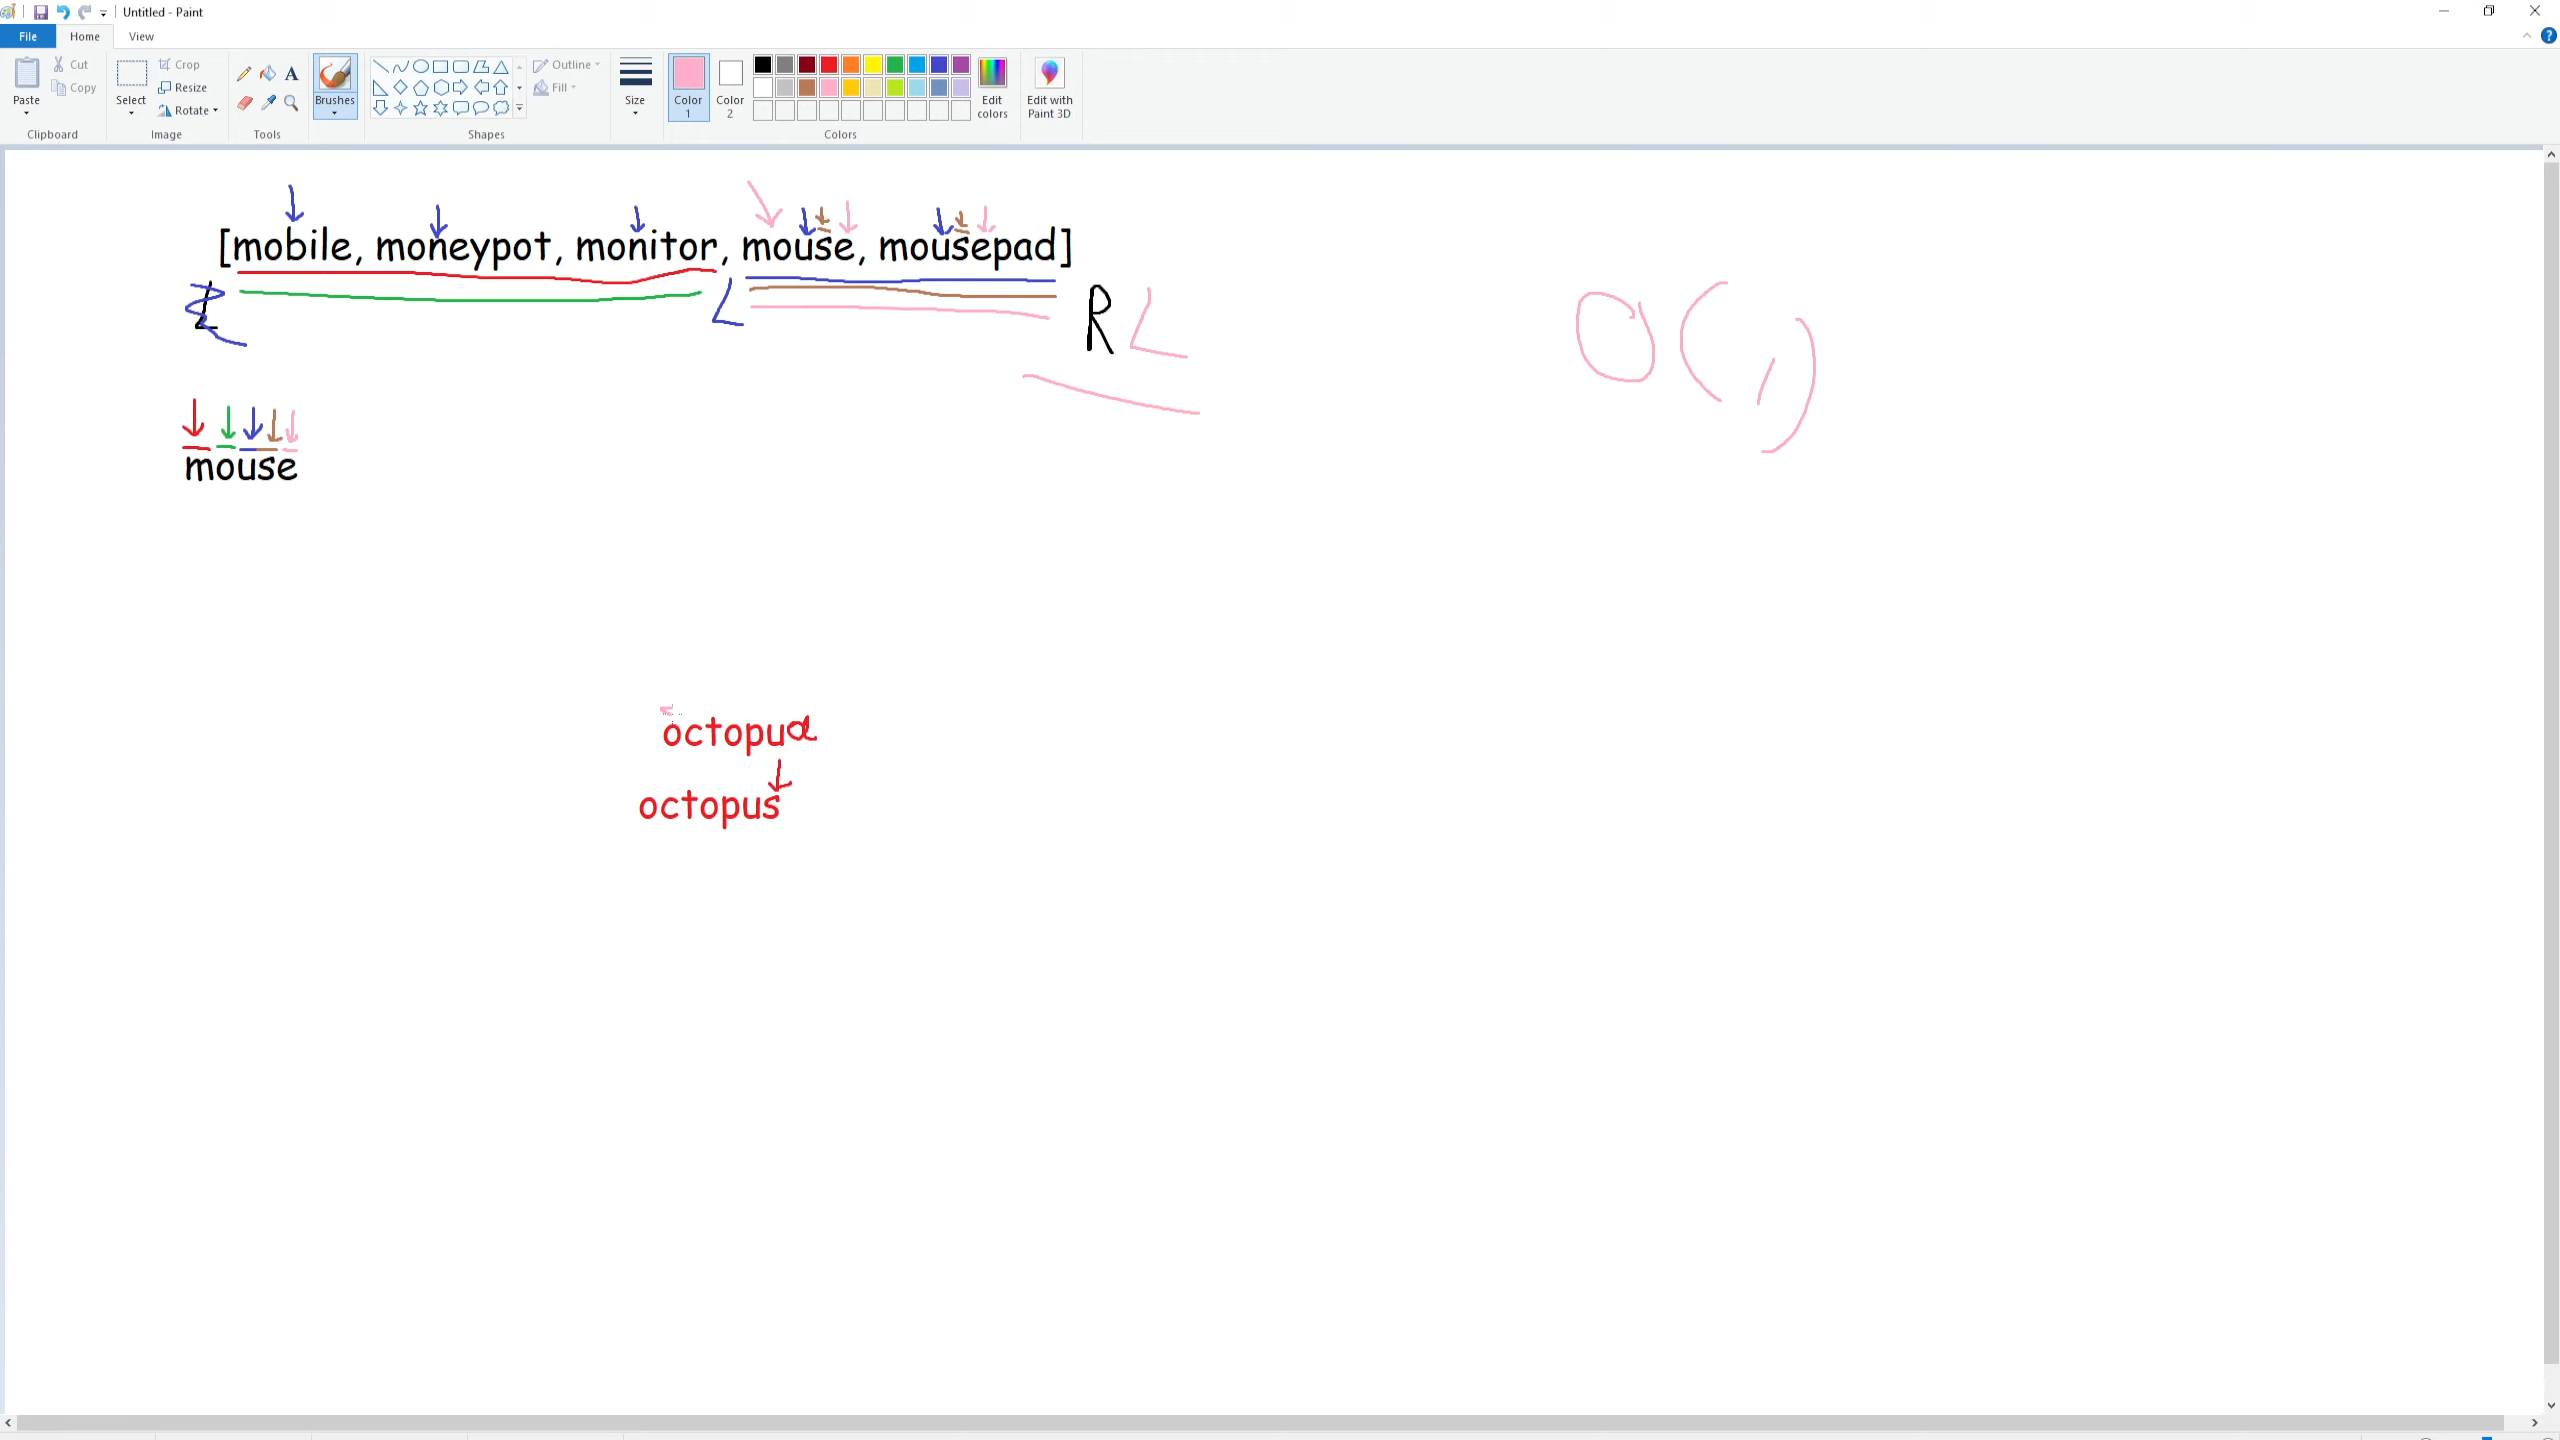 Untitled - Paint
File Home View
Paste
Cut
Copy
Clipboard
Select
Crop
Resize
Rotate
Image
A
Tools
Brushes
Shapes
Outline
Fill
Size
Color 1
Color 2
Colors
Edit colors
Edit with Paint 3D
?
[mobile, moneypot, monitor, mouse, mousepad]
L R L
O( , )
mouse
octopua
octopus